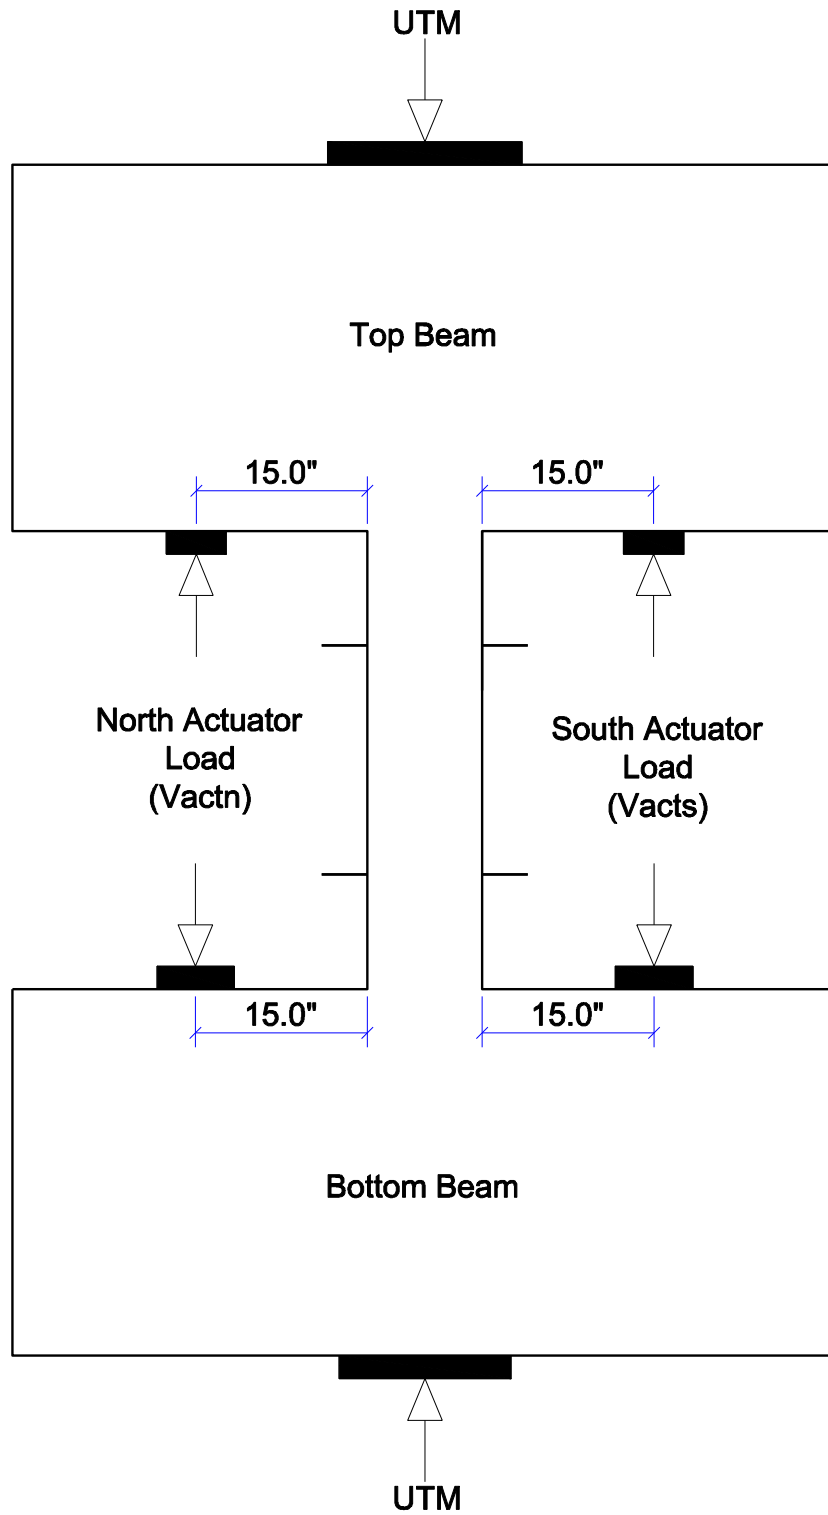 UTM
Top Beam
15.0"
15.0"
North Actuator
Load
(Vactn)
South Actuator
Load
(Vacts)
15.0"
15.0"
Bottom Beam
UTM